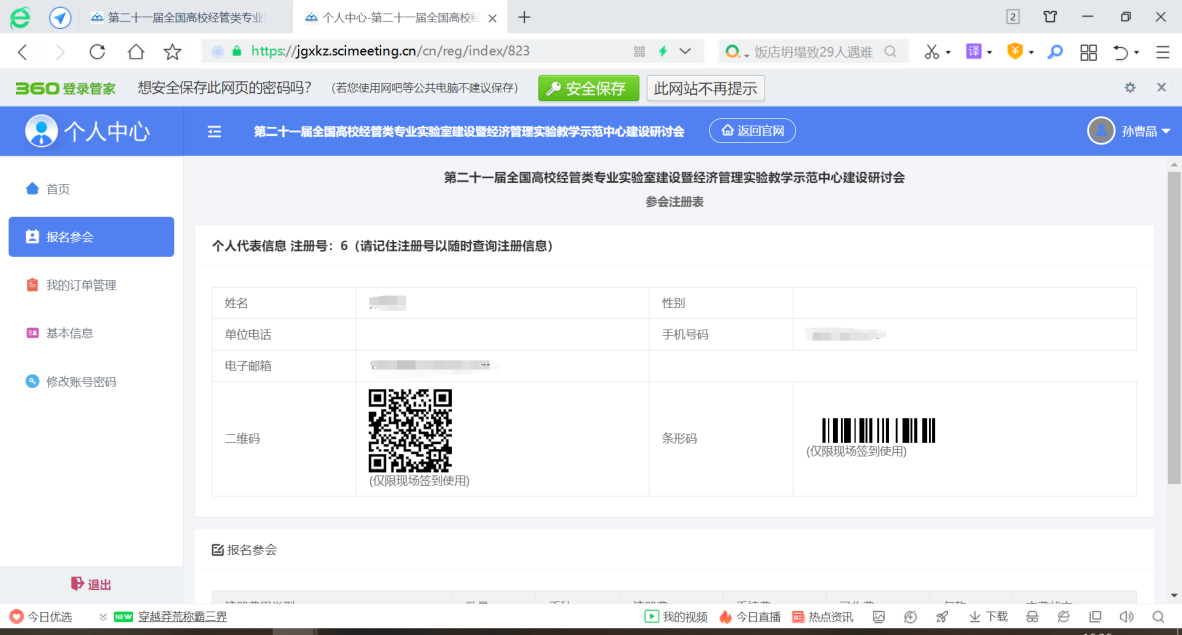 第二十一届全国高校经管类专业
个人中心-第二十一届全国高校经
2
https://jgxkz.scimeeting.cn/cn/reg/index/823
饭店坍塌致29人遇难
译
360登录管家
想安全保存此网页的密码吗?
(若您使用网吧等公共电脑不建议保存)
安全保存
此网站不再提示
个人中心
第二十一届全国高校经管类专业实验室建设暨经济管理实验教学示范中心建设研讨会
返回官网
孙曹品
第二十一届全国高校经管类专业实验室建设暨经济管理实验教学示范中心建设研讨会
参会注册表
首页
报名参会
我的订单管理
基本信息
修改账号密码
退出
个人代表信息 注册号：6（请记住注册号以随时查询注册信息）
姓名
性别
单位电话
手机号码
电子邮箱
二维码
(仅限现场签到使用)
条形码
(仅限现场签到使用)
报名参会
今日优选
NEW
穿越莽荒称霸三界
我的视频
今日直播
热点资讯
下载